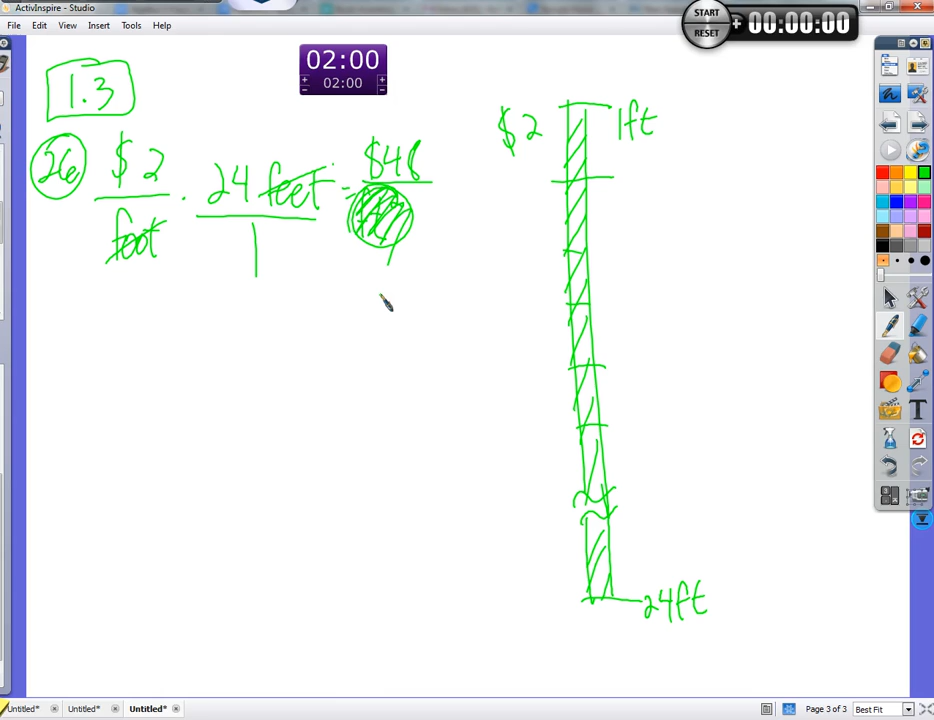 ActivInspire - Studio
START
RESET
+ 00:00:00
File Edit View Insert Tools Help
02:00
02:00
1.3
26 $2 / foot · 24 feet / 1 = $48
$2 1ft
24ft
Untitled* Untitled* Untitled* Page 3 of 3 Best Fit